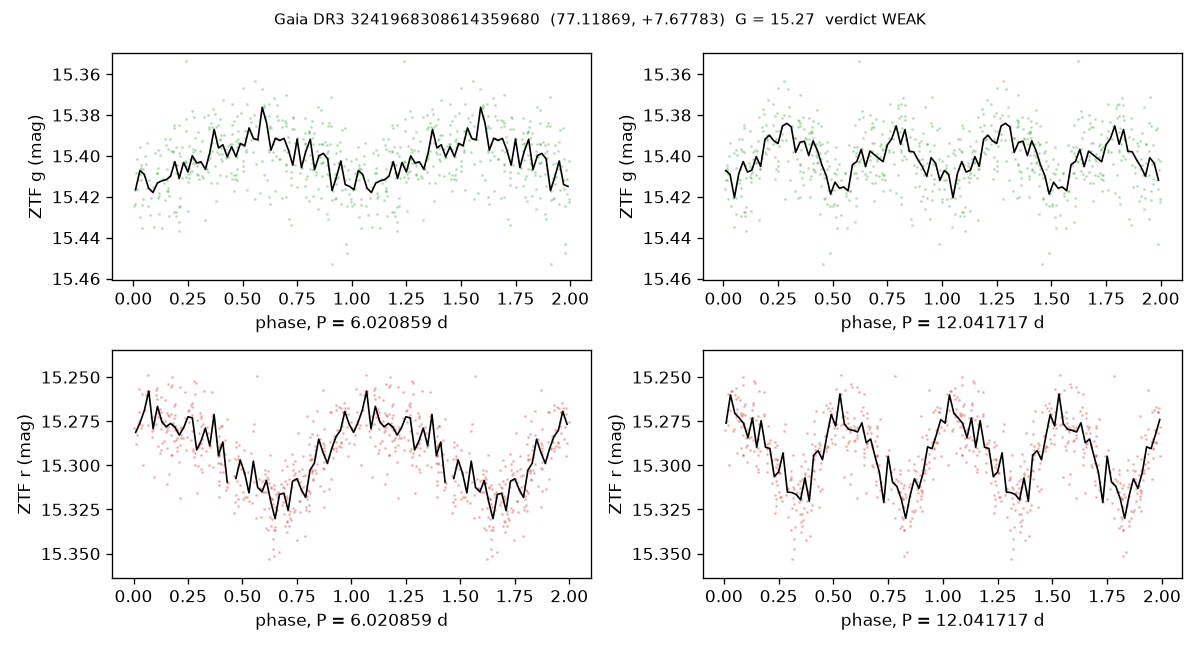 Gaia DR3 3241968308614359680  (77.11869, +7.67783)  G = 15.27  verdict WEAK
ZTF g (mag)
15.36
15.38
15.40
15.42
15.44
15.46
0.00 0.25 0.50 0.75 1.00 1.25 1.50 1.75 2.00
phase, P = 6.020859 d
ZTF g (mag)
15.36
15.38
15.40
15.42
15.44
15.46
0.00 0.25 0.50 0.75 1.00 1.25 1.50 1.75 2.00
phase, P = 12.041717 d
ZTF r (mag)
15.250
15.275
15.300
15.325
15.350
0.00 0.25 0.50 0.75 1.00 1.25 1.50 1.75 2.00
phase, P = 6.020859 d
ZTF r (mag)
15.250
15.275
15.300
15.325
15.350
0.00 0.25 0.50 0.75 1.00 1.25 1.50 1.75 2.00
phase, P = 12.041717 d